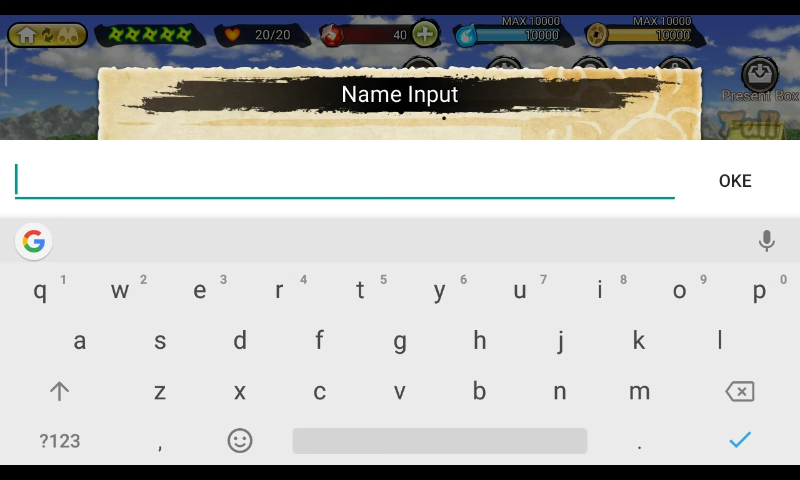 20/20
40
MAX 10000
10000
MAX 10000
10000
Present Box
Full
Name Input
OKE
G
q 1 w 2 e 3 r 4 t 5 y 6 u 7 i 8 o 9 p 0
a s d f g h j k l
z x c v b n m
?123 , .